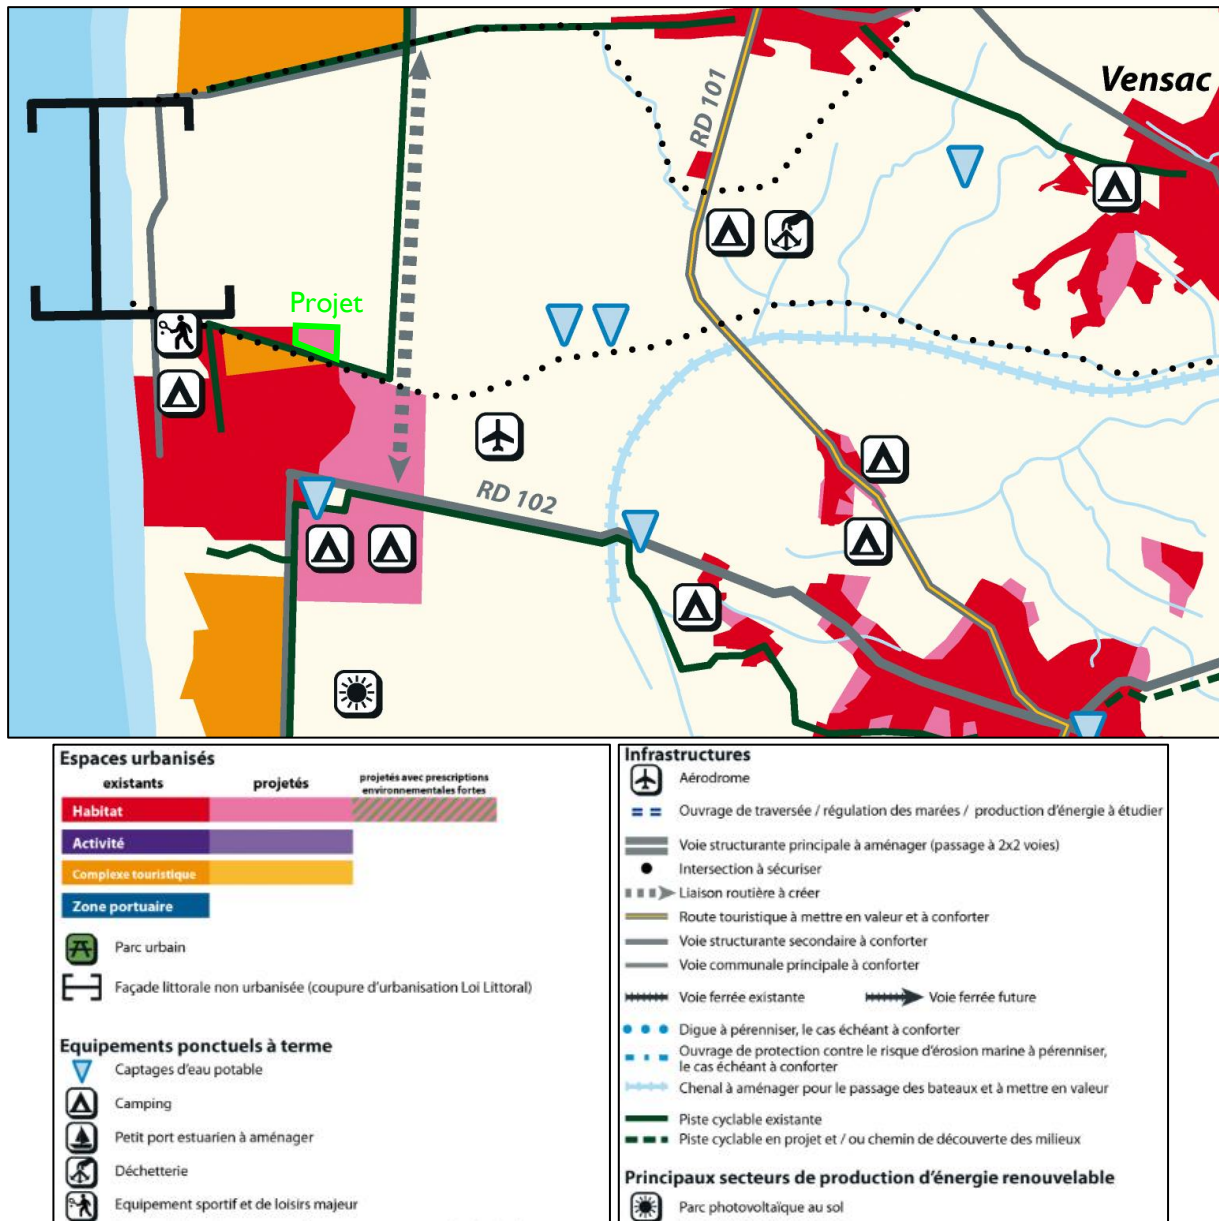 Vensac
RD 101
Projet
RD 102
Espaces urbanisés
existants
projetés
projetés avec prescriptions
environnementales fortes
Habitat
Activité
Complexe touristique
Zone portuaire
Parc urbain
Façade littorale non urbanisée (coupure d'urbanisation Loi Littoral)
Equipements ponctuels à terme
Captages d'eau potable
Camping
Petit port estuarien à aménager
Déchetterie
Equipement sportif et de loisirs majeur
Infrastructures
Aérodrome
Ouvrage de traversée / régulation des marées / production d'énergie à étudier
Voie structurante principale à aménager (passage à 2x2 voies)
Intersection à sécuriser
Liaison routière à créer
Route touristique à mettre en valeur et à conforter
Voie structurante secondaire à conforter
Voie communale principale à conforter
Voie ferrée existante
Voie ferrée future
Digue à pérenniser, le cas échéant à conforter
Ouvrage de protection contre le risque d'érosion marine à pérenniser,
le cas échéant à conforter
Chenal à aménager pour le passage des bateaux et à mettre en valeur
Piste cyclable existante
Piste cyclable en projet et / ou chemin de découverte des milieux
Principaux secteurs de production d'énergie renouvelable
Parc photovoltaïque au sol